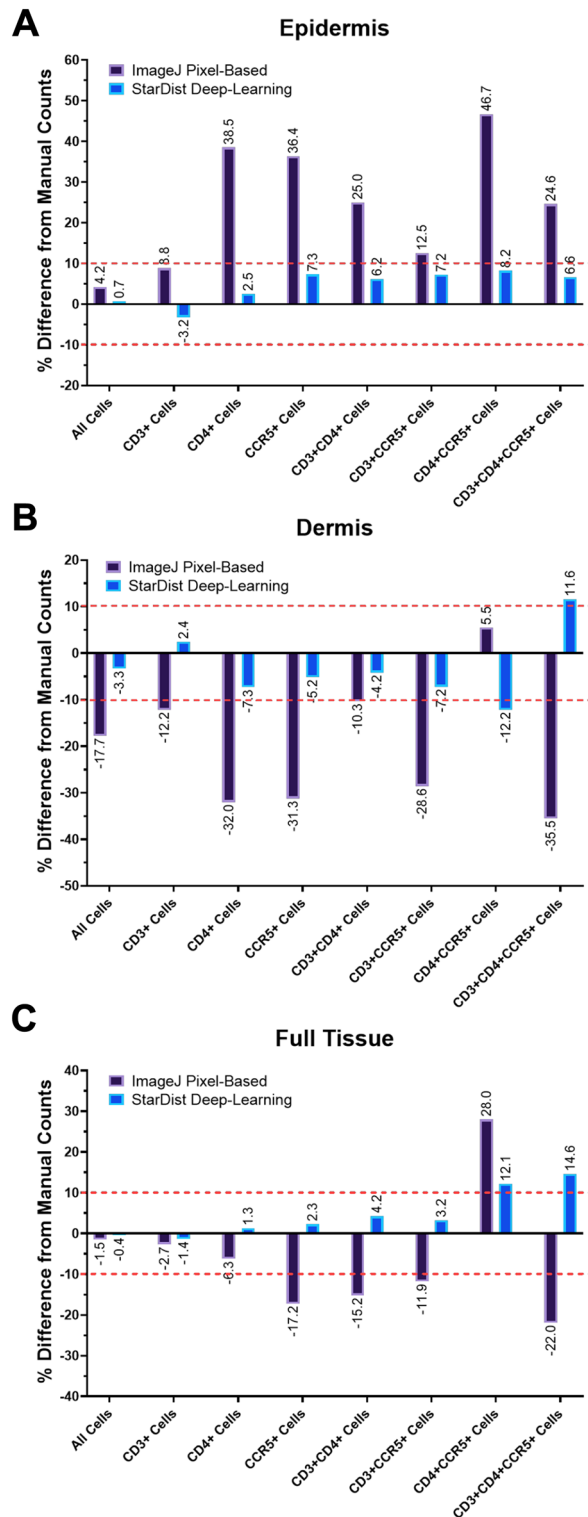 A
Epidermis
ImageJ Pixel-Based
StarDist Deep-Learning
% Difference from Manual Counts
60
50
40
30
20
10
0
-10
-20
4.2
0.7
8.8
-3.2
38.5
2.5
36.4
7.3
25.0
6.2
12.5
7.2
46.7
8.2
24.6
6.6
All Cells
CD3+ Cells
CD4+ Cells
CCR5+ Cells
CD3+CD4+ Cells
CD3+CCR5+ Cells
CD4+CCR5+ Cells
CD3+CD4+CCR5+ Cells
B
Dermis
ImageJ Pixel-Based
StarDist Deep-Learning
% Difference from Manual Counts
20
10
0
-10
-20
-30
-40
-50
-17.7
-3.3
-12.2
2.4
-32.0
-7.3
-31.3
-5.2
-10.3
-4.2
-28.6
-7.2
5.5
-12.2
-35.5
11.6
All Cells
CD3+ Cells
CD4+ Cells
CCR5+ Cells
CD3+CD4+ Cells
CD3+CCR5+ Cells
CD4+CCR5+ Cells
CD3+CD4+CCR5+ Cells
C
Full Tissue
ImageJ Pixel-Based
StarDist Deep-Learning
% Difference from Manual Counts
40
30
20
10
0
-10
-20
-30
-40
-1.5
-0.4
-2.7
-1.4
-6.3
1.3
-17.2
2.3
-15.2
4.2
-11.9
3.2
28.0
12.1
-22.0
14.6
All Cells
CD3+ Cells
CD4+ Cells
CCR5+ Cells
CD3+CD4+ Cells
CD3+CCR5+ Cells
CD4+CCR5+ Cells
CD3+CD4+CCR5+ Cells